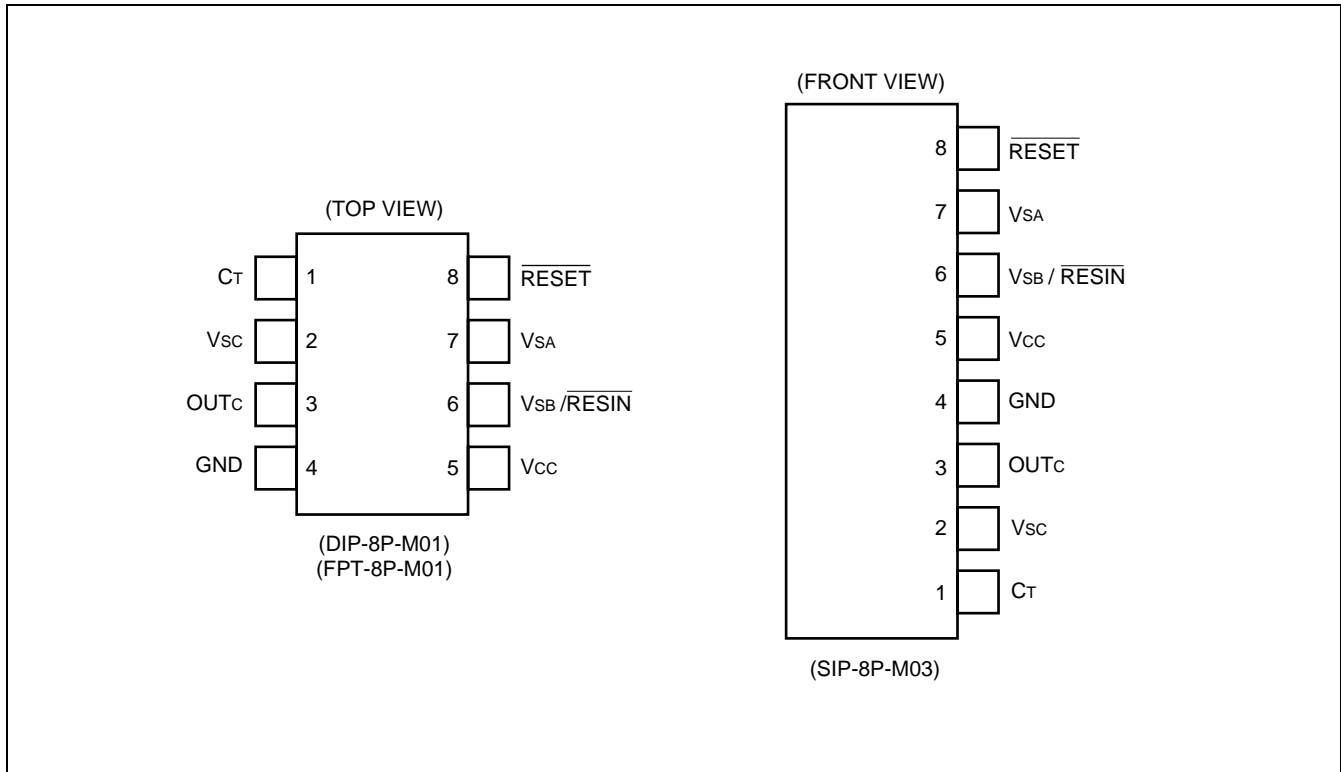 (TOP VIEW)
CT 1 8 RESET
VSC 2 7 VSA
OUTC 3 6 VSB /RESIN
GND 4 5 VCC
(DIP-8P-M01)
(FPT-8P-M01)
(FRONT VIEW)
8 RESET
7 VSA
6 VSB / RESIN
5 VCC
4 GND
3 OUTC
2 VSC
1 CT
(SIP-8P-M03)